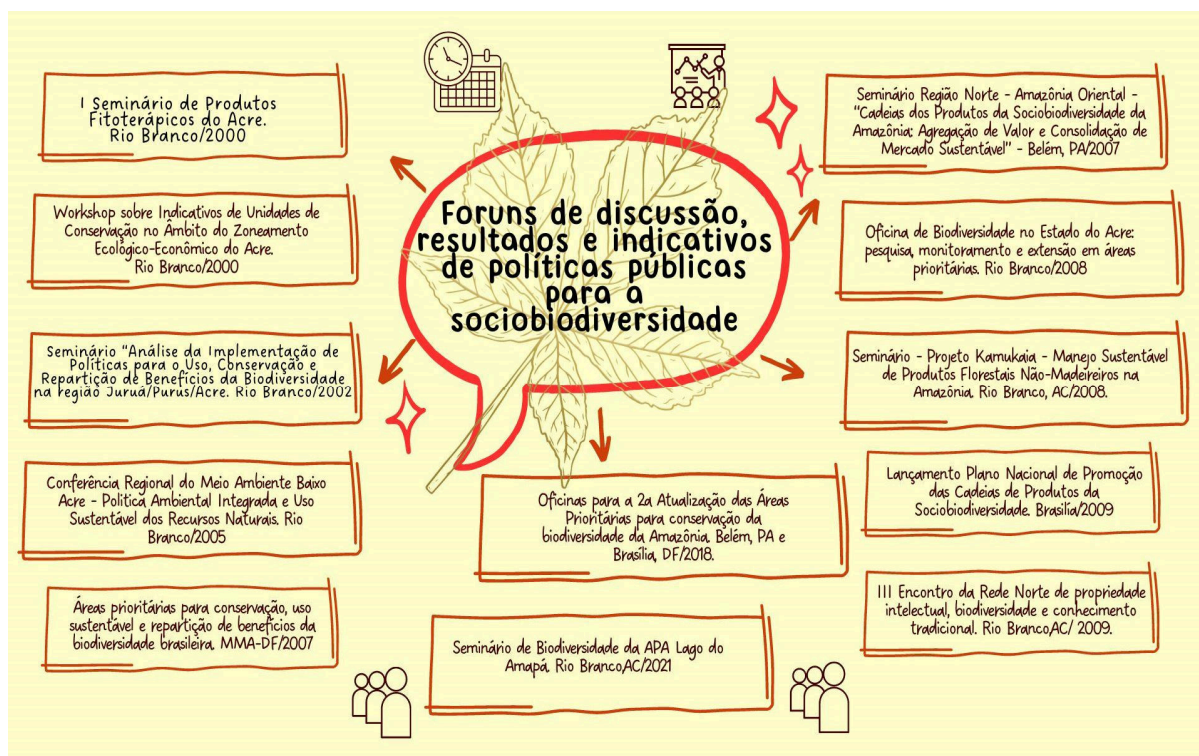 Foruns de discussão,
resultados e indicativos
de políticas públicas
para a
sociobiodiversidade
I Seminário de Produtos
Fitoterápicos do Acre.
Rio Branco/2000
Workshop sobre Indicativos de Unidades de
Conservação no Âmbito do Zoneamento
Ecológico-Econômico do Acre.
Rio Branco/2000
Seminário "Análise da Implementação de
Políticas para o Uso, Conservação e
Repartição de Benefícios da Biodiversidade
na região Juruá/Purus/Acre. Rio Branco/2002
Conferência Regional do Meio Ambiente Baixo
Acre - Politica Ambiental Integrada e Uso
Sustentável dos Recursos Naturais. Rio
Branco/2005
Áreas prioritárias para conservação, uso
sustentável e repartição de benefícios da
biodiversidade brasileira. MMA-DF/2007
Seminário Região Norte - Amazônia Oriental -
"Cadeias dos Produtos da Sociobiodiversidade da
Amazônia: Agregação de Valor e Consolidação de
Mercado Sustentável" - Belém, PA/2007
Oficina de Biodiversidade no Estado do Acre:
pesquisa, monitoramento e extensão em áreas
prioritárias. Rio Branco/2008
Seminário - Projeto Kamukaia - Manejo Sustentável
de Produtos Florestais Não-Madeireiros na
Amazônia. Rio Branco, AC/2008.
Lançamento Plano Nacional de Promoção
das Cadeias de Produtos da
Sociobiodiversidade. Brasília/2009
III Encontro da Rede Norte de propriedade
intelectual, biodiversidade e conhecimento
tradicional. Rio Branco,AC/ 2009.
Oficinas para a 2a Atualização das Áreas
Prioritárias para conservação da
biodiversidade da Amazônia. Belém, PA e
Brasília, DF/2018.
Seminário de Biodiversidade da APA Lago do
Amapá. Rio Branco,AC/2021